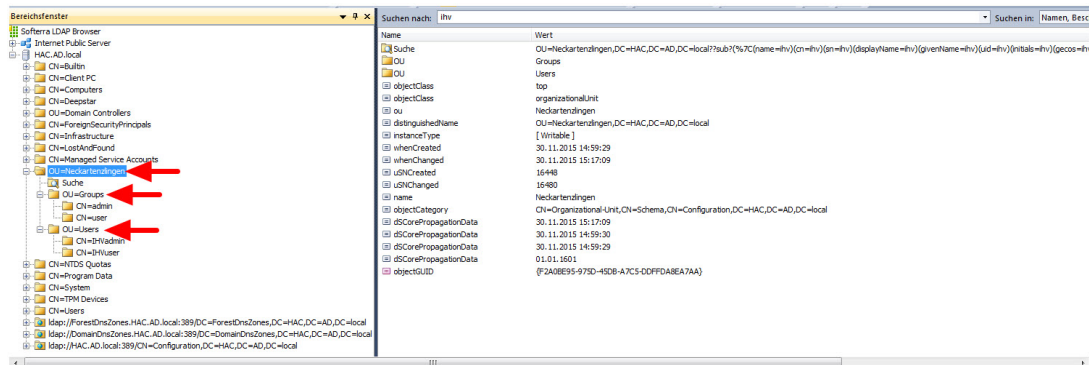 Bereichsfenster
Softerra LDAP Browser
Internet Public Server
HAC.AD.local
CN=Builtin
CN=Client PC
CN=Computers
CN=Deepstar
OU=Domain Controllers
CN=ForeignSecurityPrincipals
CN=Infrastructure
CN=LostAndFound
CN=Managed Service Accounts
OU=Neckartenzlingen
Suche
OU=Groups
CN=admin
CN=user
OU=Users
CN=IHVadmin
CN=IHVuser
CN=NTDS Quotas
CN=Program Data
CN=System
CN=TPM Devices
CN=Users
ldap://ForestDnsZones.HAC.AD.local:389/DC=ForestDnsZones,DC=HAC,DC=AD,DC=local
ldap://DomainDnsZones.HAC.AD.local:389/DC=DomainDnsZones,DC=HAC,DC=AD,DC=local
ldap://HAC.AD.local:389/CN=Configuration,DC=HAC,DC=AD,DC=local
Suchen nach: ihv Suchen in: Namen, Besc
Name Wert
Suche OU=Neckartenzlingen,DC=HAC,DC=AD,DC=local??sub?(%7C(name=ihv)(cn=ihv)(sn=ihv)(displayName=ihv)(givenName=ihv)(uid=ihv)(initials=ihv)(gecos=ih
OU Groups
OU Users
objectClass top
objectClass organizationalUnit
ou Neckartenzlingen
distinguishedName OU=Neckartenzlingen,DC=HAC,DC=AD,DC=local
instanceType [ Writable ]
whenCreated 30.11.2015 14:59:29
whenChanged 30.11.2015 15:17:09
uSNCreated 16448
uSNChanged 16480
name Neckartenzlingen
objectCategory CN=Organizational-Unit,CN=Schema,CN=Configuration,DC=HAC,DC=AD,DC=local
dSCorePropagationData 30.11.2015 15:17:09
dSCorePropagationData 30.11.2015 14:59:30
dSCorePropagationData 30.11.2015 14:59:29
dSCorePropagationData 01.01.1601
objectGUID {F2A0BE95-975D-45DB-A7C5-DDFFDA8EA7AA}